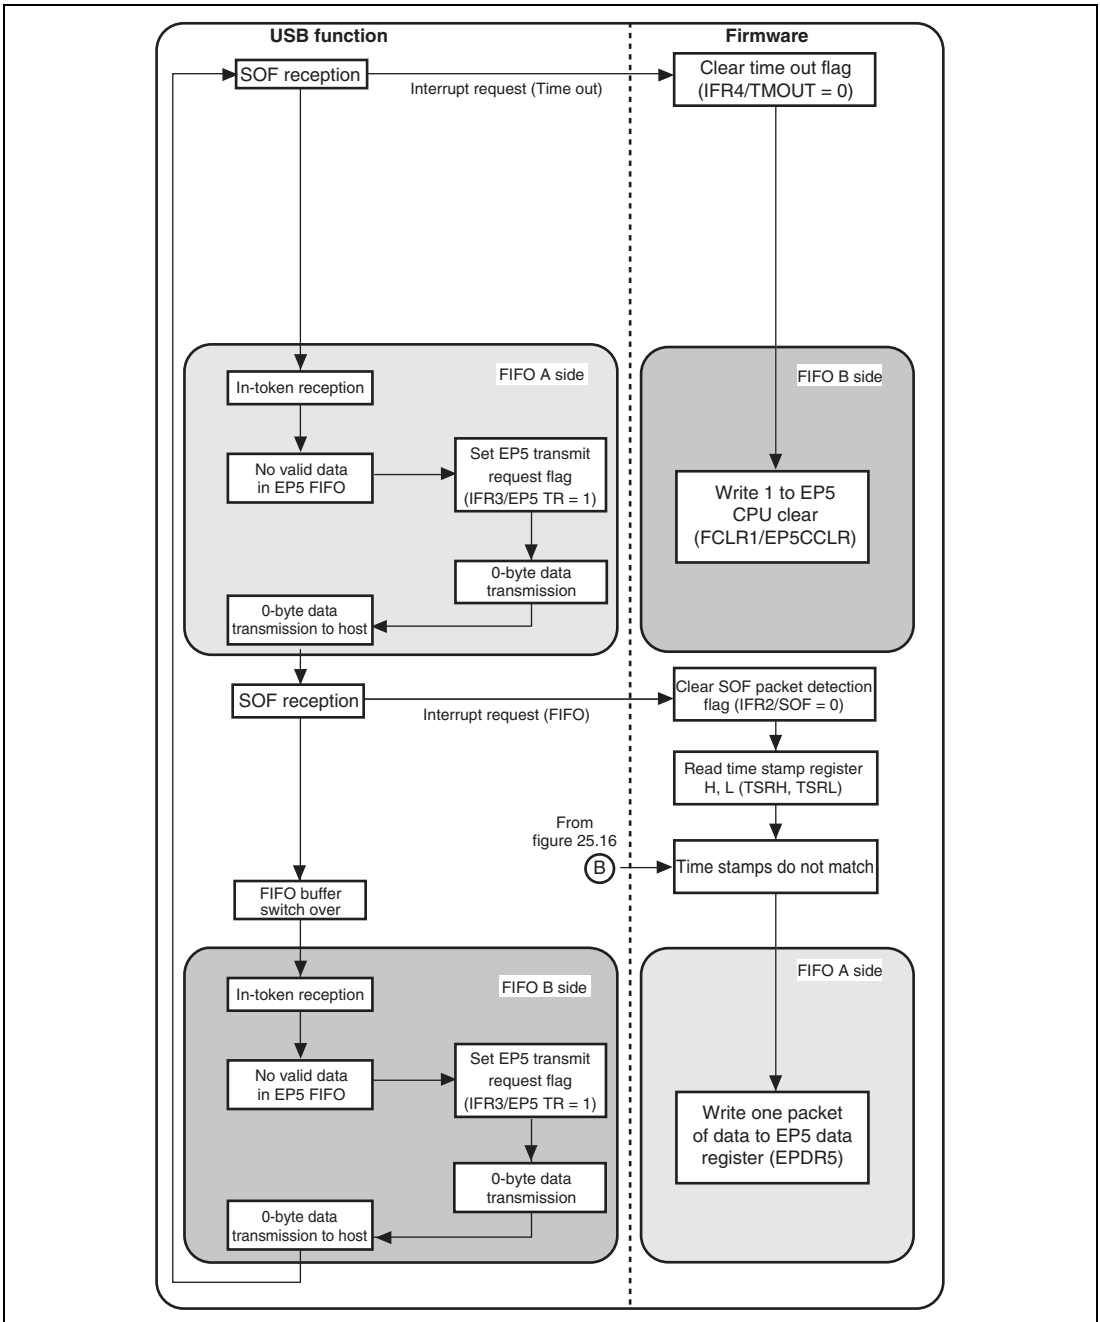 USB function
Firmware
SOF reception
Interrupt request (Time out)
Clear time out flag
(IFR4/TMOUT = 0)
FIFO A side
In-token reception
No valid data
in EP5 FIFO
Set EP5 transmit
request flag
(IFR3/EP5 TR = 1)
0-byte data
transmission
0-byte data
transmission to host
FIFO B side
Write 1 to EP5
CPU clear
(FCLR1/EP5CCLR)
SOF reception
Interrupt request (FIFO)
Clear SOF packet detection
flag (IFR2/SOF = 0)
Read time stamp register
H, L (TSRH, TSRL)
From
figure 25.16
B
Time stamps do not match
FIFO buffer
switch over
FIFO B side
In-token reception
No valid data
in EP5 FIFO
Set EP5 transmit
request flag
(IFR3/EP5 TR = 1)
0-byte data
transmission
0-byte data
transmission to host
FIFO A side
Write one packet
of data to EP5 data
register (EPDR5)